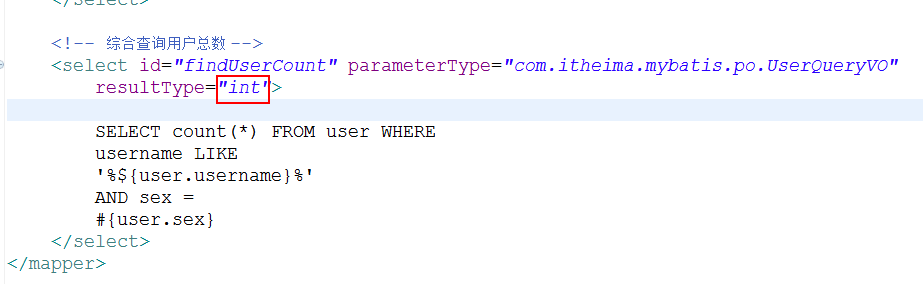 </select>
<!-- 综合查询用户总数 -->
<select id="findUserCount" parameterType="com.itheima.mybatis.po.UserQueryVO"
resultType="int">
SELECT count(*) FROM user WHERE
username LIKE
'%${user.username}%'
AND sex =
#{user.sex}
</select>
</mapper>